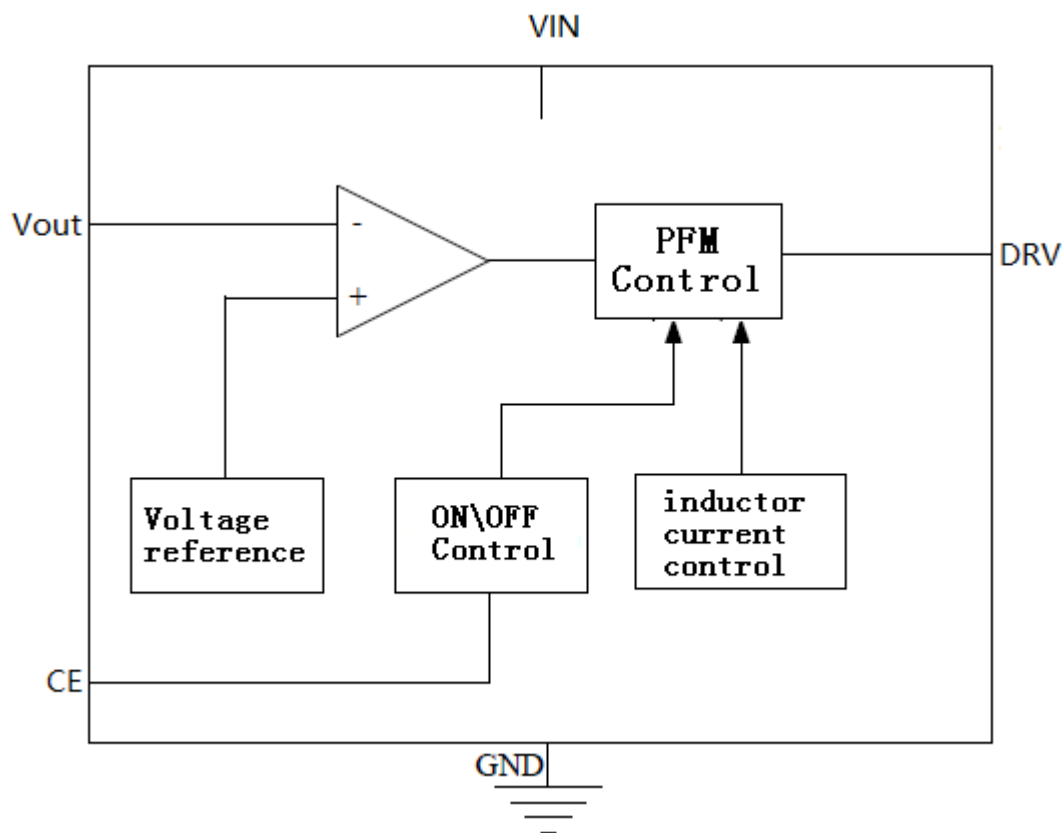 VIN
Vout
-
+
PFM
Control
DRV
Voltage
reference
ON\OFF
Control
inductor
current
control
CE
GND